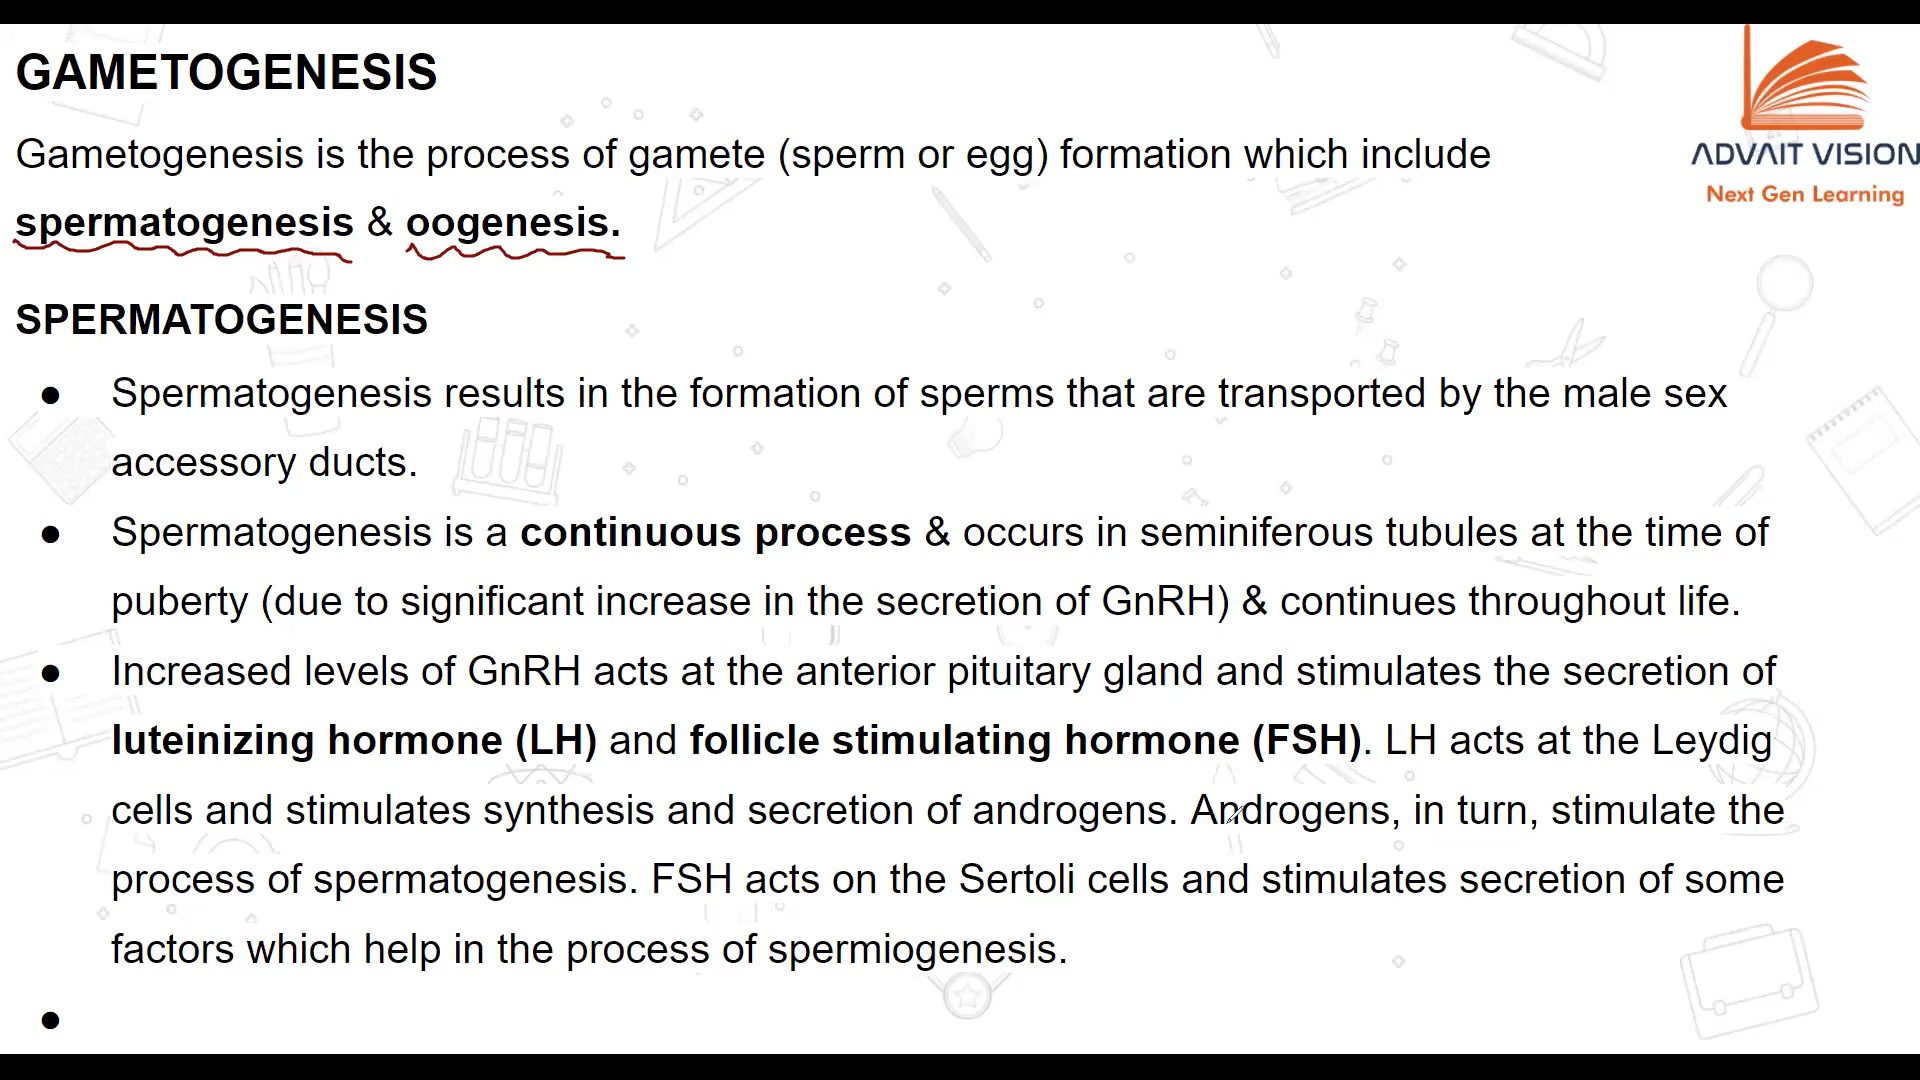 GAMETOGENESIS
Gametogenesis is the process of gamete (sperm or egg) formation which include
spermatogenesis & oogenesis.
ADVAIT VISION
Next Gen Learning
SPERMATOGENESIS
● Spermatogenesis results in the formation of sperms that are transported by the male sex
accessory ducts.
● Spermatogenesis is a continuous process & occurs in seminiferous tubules at the time of
puberty (due to significant increase in the secretion of GnRH) & continues throughout life.
● Increased levels of GnRH acts at the anterior pituitary gland and stimulates the secretion of
luteinizing hormone (LH) and follicle stimulating hormone (FSH). LH acts at the Leydig
cells and stimulates synthesis and secretion of androgens. Androgens, in turn, stimulate the
process of spermatogenesis. FSH acts on the Sertoli cells and stimulates secretion of some
factors which help in the process of spermiogenesis.
●